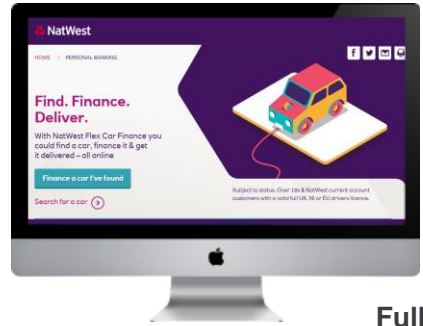 NatWest
HOME / PERSONAL BANKING
Find. Finance.
Deliver.
With NatWest Flex Car Finance you
could find a car, finance it & get
it delivered – all online
Finance a car I've found
Search for a car
Subject to status. Over 18s & NatWest current account
customers with a valid full UK, NI or EU drivers licence.
Full